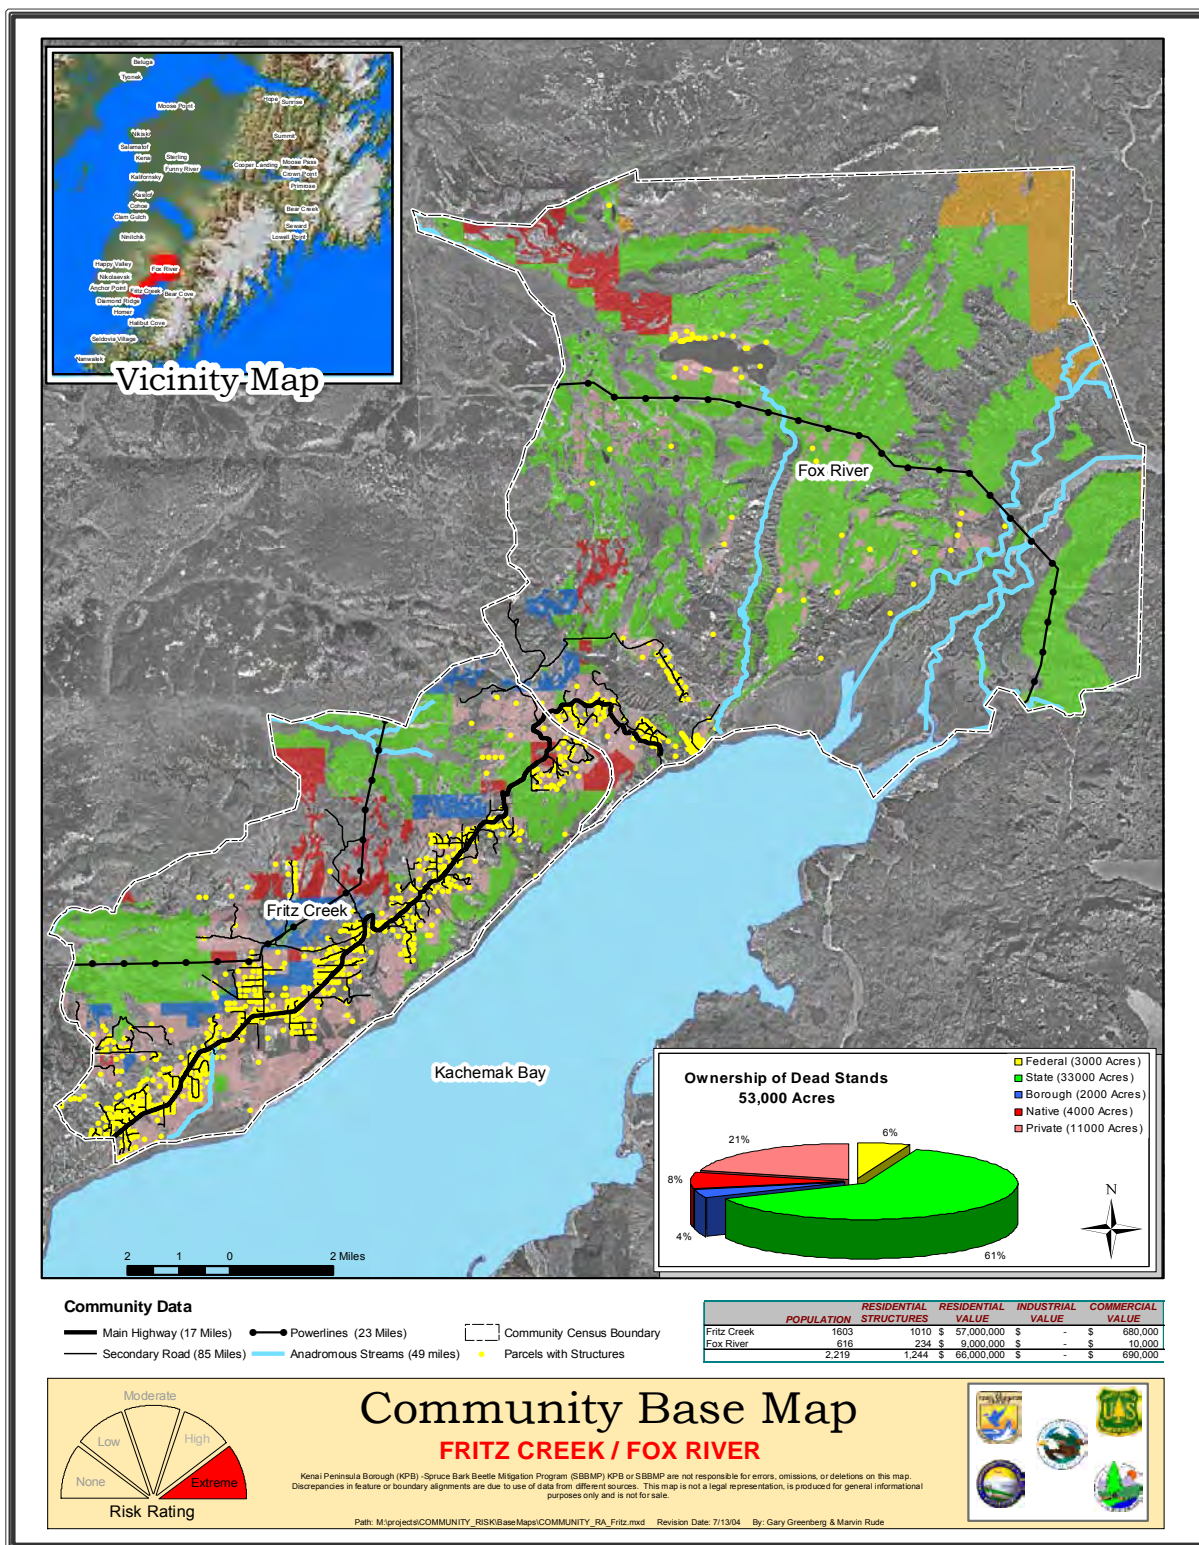 Beluga
Tyonek
Moose Point
Hope
Sunrise
Nikiski
Salamatof
Kenai
Sterling
Funny River
Kalifornsky
Summit
Cooper Landing
Moose Pass
Crown Point
Primrose
Kasilof
Cohoe
Clam Gulch
Bear Creek
Seward
Lowell Point
Ninilchik
Happy Valley
Fox River
Nikolaevsk
Anchor Point
Fritz Creek
Bear Cove
Diamond Ridge
Homer
Halibut Cove
Seldovia Village
Nanwalek
Vicinity Map
Fox River
Fritz Creek
Kachemak Bay
Ownership of Dead Stands
53,000 Acres
Federal (3000 Acres)
State (33000 Acres)
Borough (2000 Acres)
Native (4000 Acres)
Private (11000 Acres)
21%
6%
8%
4%
61%
N
2 1 0 2 Miles
Community Data
Main Highway (17 Miles)
Powerlines (23 Miles)
Community Census Boundary
Secondary Road (85 Miles)
Anadromous Streams (49 miles)
Parcels with Structures
POPULATION RESIDENTIAL STRUCTURES RESIDENTIAL VALUE INDUSTRIAL VALUE COMMERCIAL VALUE
Fritz Creek 1603 1010 $ 57,000,000 $ - $ 680,000
Fox River 616 234 $ 9,000,000 $ - $ 10,000
2,219 1,244 $ 66,000,000 $ - $ 690,000
Moderate
Low
High
None
Extreme
Risk Rating
Community Base Map
FRITZ CREEK / FOX RIVER
Kenai Peninsula Borough (KPB) -Spruce Bark Beetle Mitigation Program (SBBMP) KPB or SBBMP are not responsible for errors, omissions, or deletions on this map.
Discrepancies in feature or boundary alignments are due to use of data from different sources. This map is not a legal representation, is produced for general informational
purposes only and is not for sale.
Path: M:\projects\COMMUNITY_RISK\BaseMaps\COMMUNITY_RA_Fritz.mxd Revision Date: 7/13/04 By: Gary Greenberg & Marvin Rude
U S